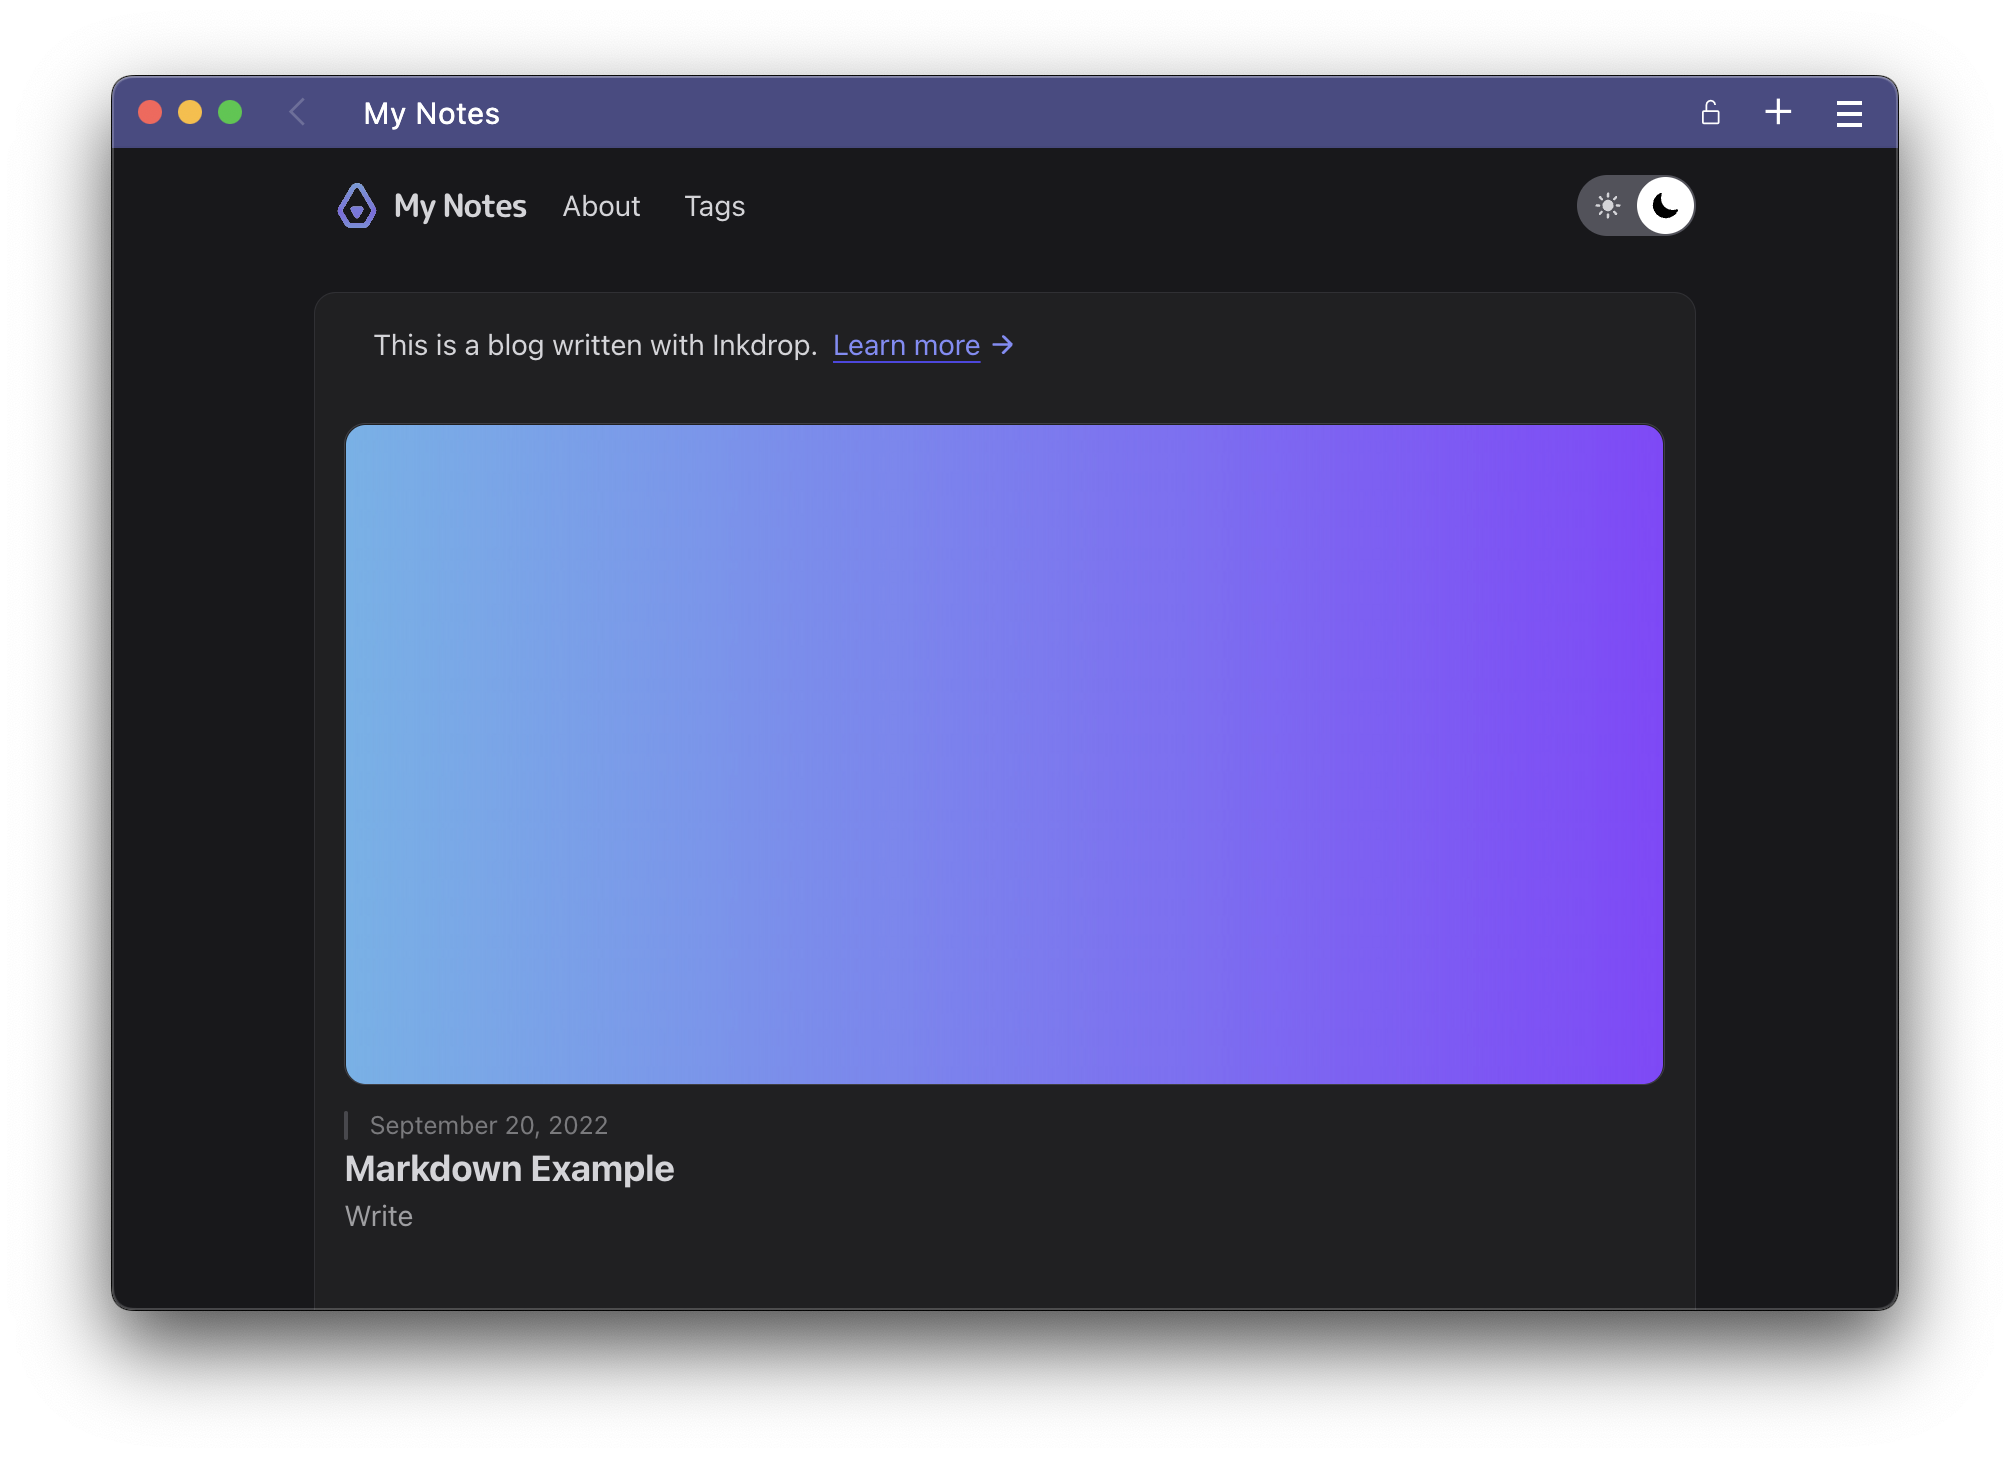 My Notes
My Notes About Tags
This is a blog written with Inkdrop. Learn more →
September 20, 2022
Markdown Example
Write